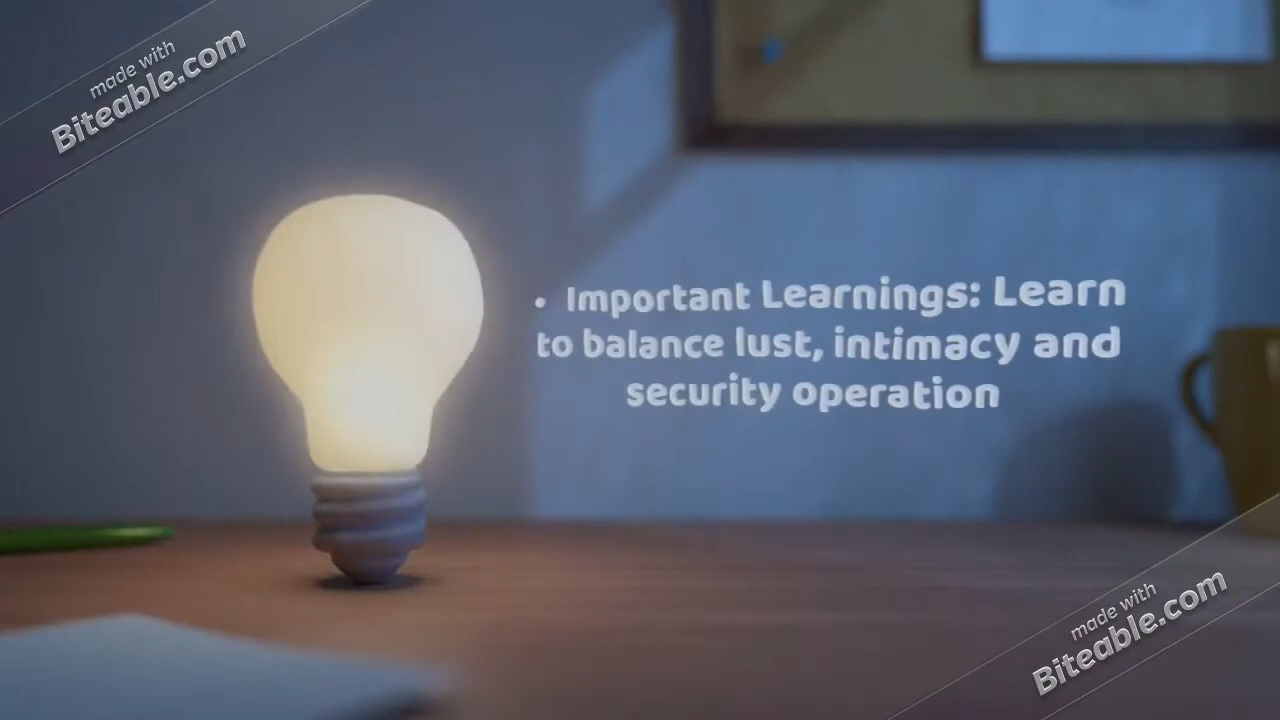 made with
Biteable.com
• Important Learnings: Learn
to balance lust, intimacy and
security operation
made with
Biteable.com